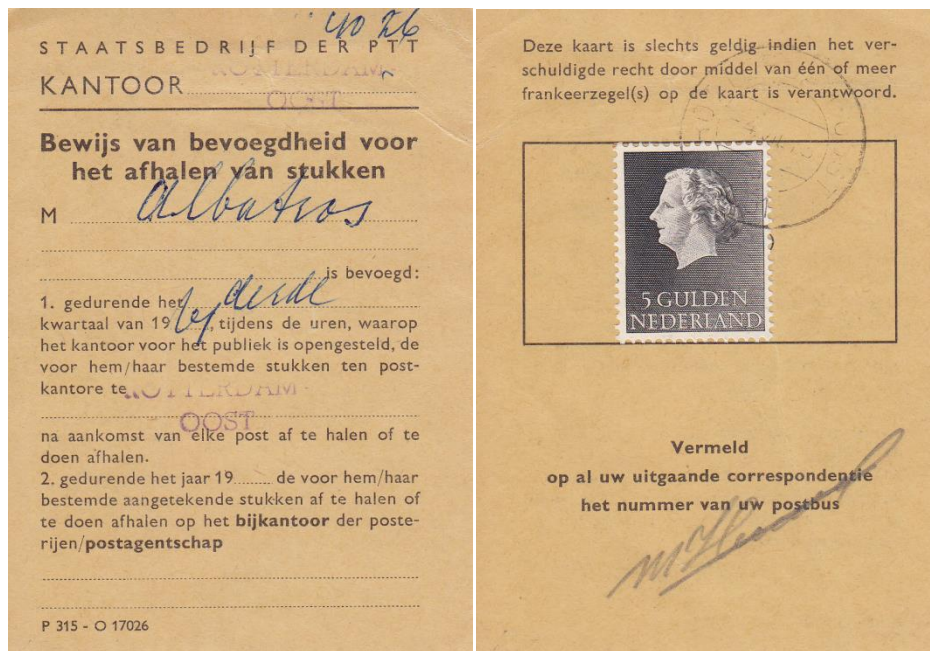 4026
STAATSBEDRIJF DER PTT
ROTTERDAM-
KANTOOR
OOST
Bewijs van bevoegdheid voor
het afhalen van stukken
M Albatros
is bevoegd:
1. gedurende het derde
kwartaal van 19, tijdens de uren, waarop
het kantoor voor het publiek is opengesteld, de
voor hem/haar bestemde stukken ten post-
kantore te ROTTERDAM-
OOST
na aankomst van elke post af te halen of te
doen afhalen.
2. gedurende het jaar 19 de voor hem/haar
bestemde aangetekende stukken af te halen of
te doen afhalen op het bijkantoor der poste-
rijen/postagentschap
P 315 - O 17026
Deze kaart is slechts geldig indien het ver-
schuldigde recht door middel van één of meer
frankeerzegel(s) op de kaart is verantwoord.
5 GULDEN
NEDERLAND
Vermeld
op al uw uitgaande correspondentie
het nummer van uw postbus